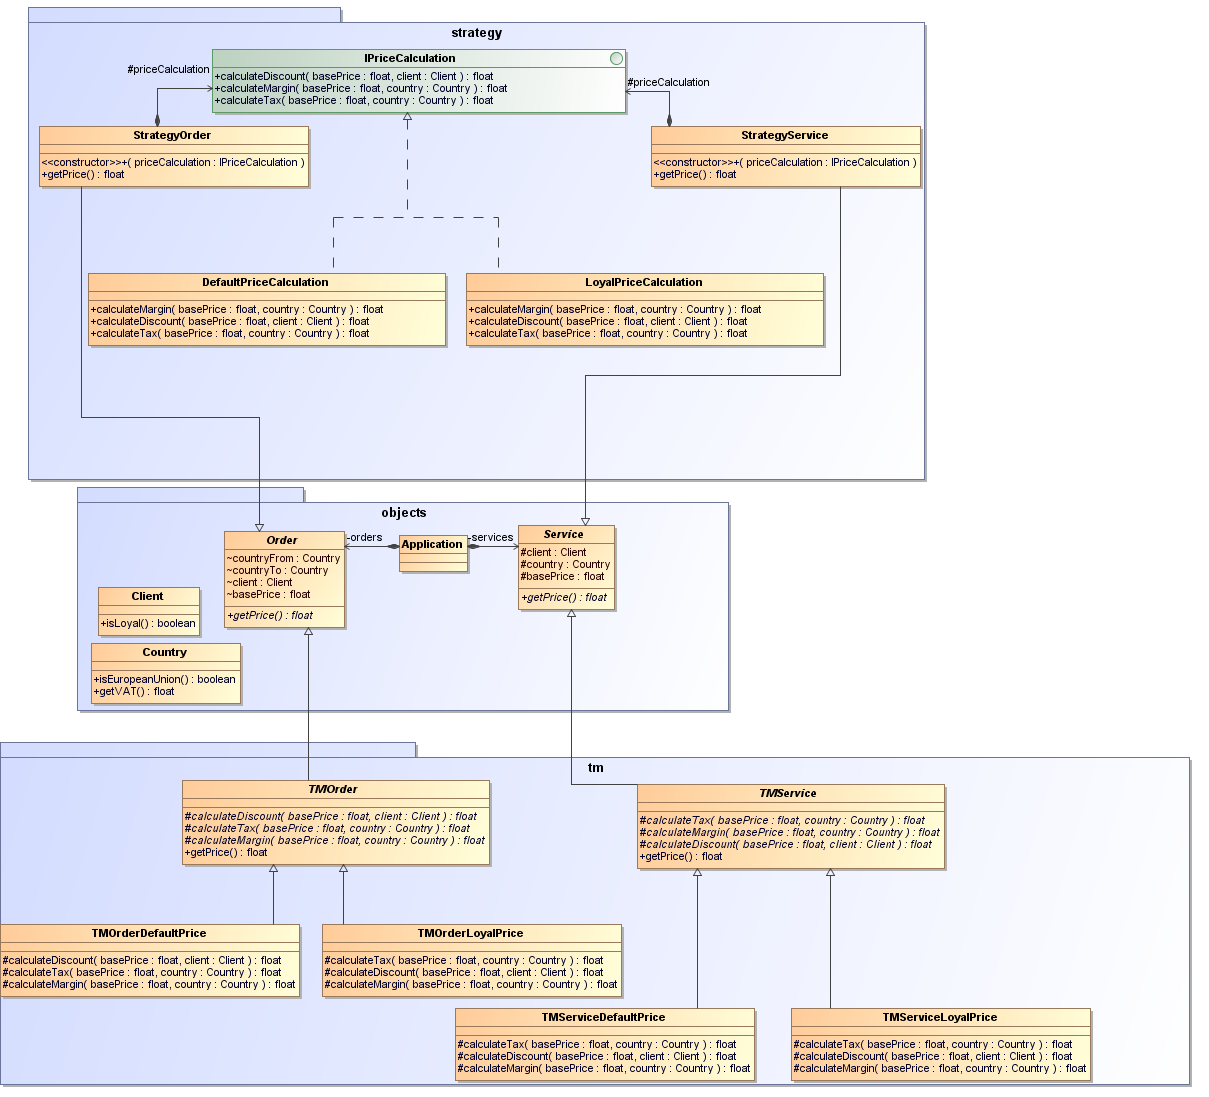 strategy
IPriceCalculation
+calculateDiscount( basePrice : float, client : Client ) : float
+calculateMargin( basePrice : float, country : Country ) : float
+calculateTax( basePrice : float, country : Country ) : float
#priceCalculation
#priceCalculation
StrategyOrder
<<constructor>>+( priceCalculation : IPriceCalculation )
+getPrice() : float
StrategyService
<<constructor>>+( priceCalculation : IPriceCalculation )
+getPrice() : float
DefaultPriceCalculation
+calculateMargin( basePrice : float, country : Country ) : float
+calculateDiscount( basePrice : float, client : Client ) : float
+calculateTax( basePrice : float, country : Country ) : float
LoyalPriceCalculation
+calculateMargin( basePrice : float, country : Country ) : float
+calculateDiscount( basePrice : float, client : Client ) : float
+calculateTax( basePrice : float, country : Country ) : float
objects
Order
~countryFrom : Country
~countryTo : Country
~client : Client
~basePrice : float
+getPrice() : float
-orders
Application
-services
Service
#client : Client
#country : Country
#basePrice : float
+getPrice() : float
Client
+isLoyal() : boolean
Country
+isEuropeanUnion() : boolean
+getVAT() : float
tm
TMOrder
#calculateDiscount( basePrice : float, client : Client ) : float
#calculateTax( basePrice : float, country : Country ) : float
#calculateMargin( basePrice : float, country : Country ) : float
+getPrice() : float
TMService
#calculateTax( basePrice : float, country : Country ) : float
#calculateMargin( basePrice : float, country : Country ) : float
#calculateDiscount( basePrice : float, client : Client ) : float
+getPrice() : float
TMOrderDefaultPrice
#calculateDiscount( basePrice : float, client : Client ) : float
#calculateTax( basePrice : float, country : Country ) : float
#calculateMargin( basePrice : float, country : Country ) : float
TMOrderLoyalPrice
#calculateTax( basePrice : float, country : Country ) : float
#calculateDiscount( basePrice : float, client : Client ) : float
#calculateMargin( basePrice : float, country : Country ) : float
TMServiceDefaultPrice
#calculateTax( basePrice : float, country : Country ) : float
#calculateDiscount( basePrice : float, client : Client ) : float
#calculateMargin( basePrice : float, country : Country ) : float
TMServiceLoyalPrice
#calculateTax( basePrice : float, country : Country ) : float
#calculateDiscount( basePrice : float, client : Client ) : float
#calculateMargin( basePrice : float, country : Country ) : float